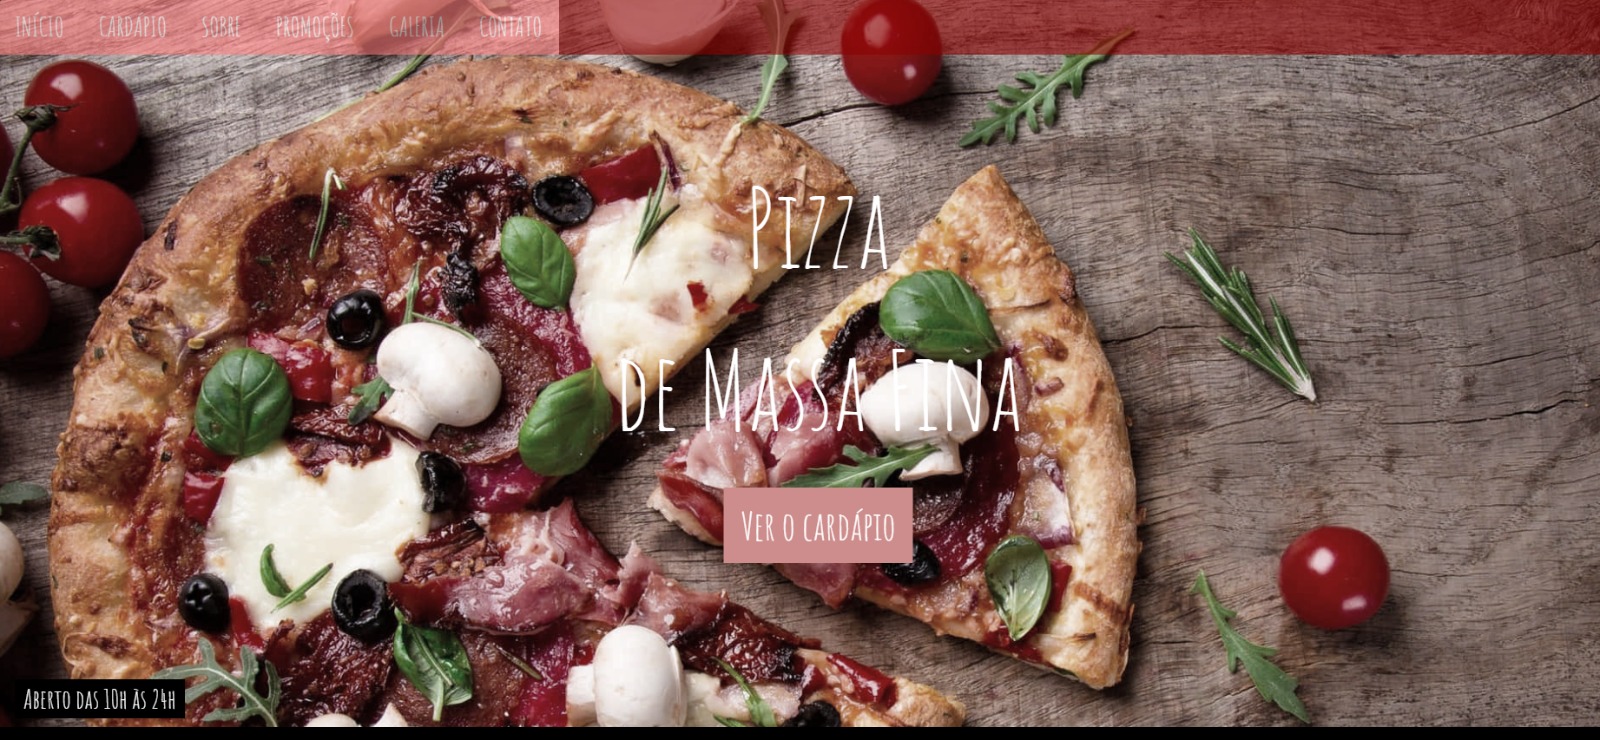 INÍCIO CARDÁPIO SOBRE PROMOÇÕES GALERIA CONTATO
Pizza
de Massa Fina
Ver o cardápio
Aberto das 10h às 24h